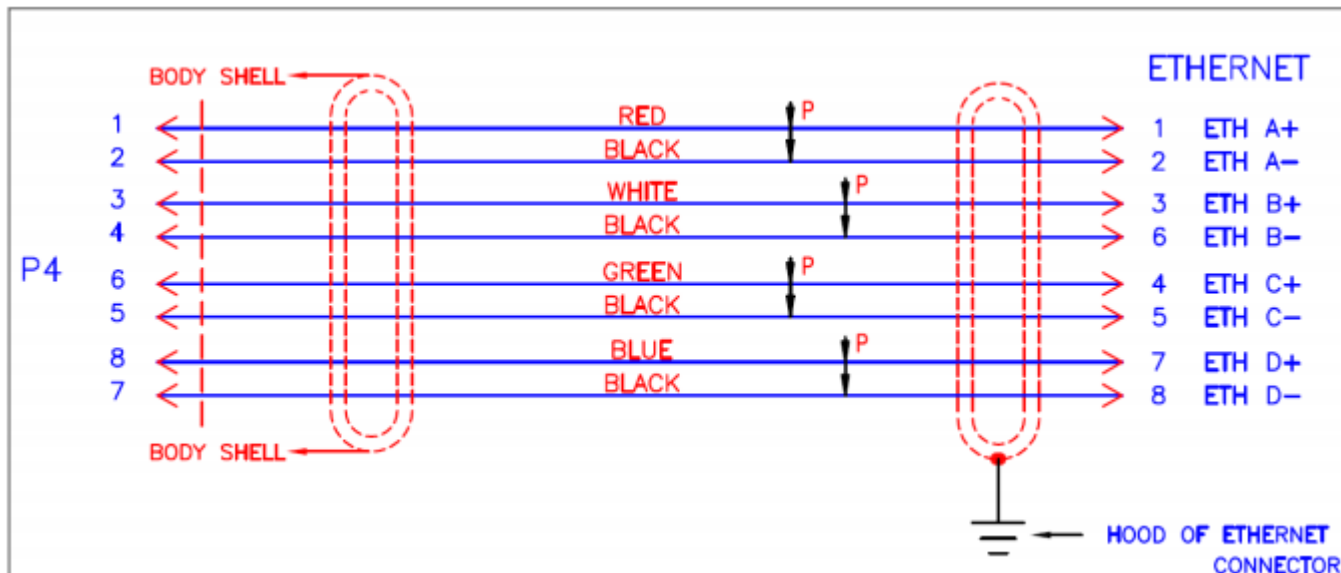 ETHERNET
BODY SHELL
1 RED P 1 ETH A+
2 BLACK 2 ETH A-
3 WHITE P 3 ETH B+
4 BLACK 6 ETH B-
P4
6 GREEN P 4 ETH C+
5 BLACK 5 ETH C-
8 BLUE P 7 ETH D+
7 BLACK 8 ETH D-
BODY SHELL
HOOD OF ETHERNET
CONNECTOR